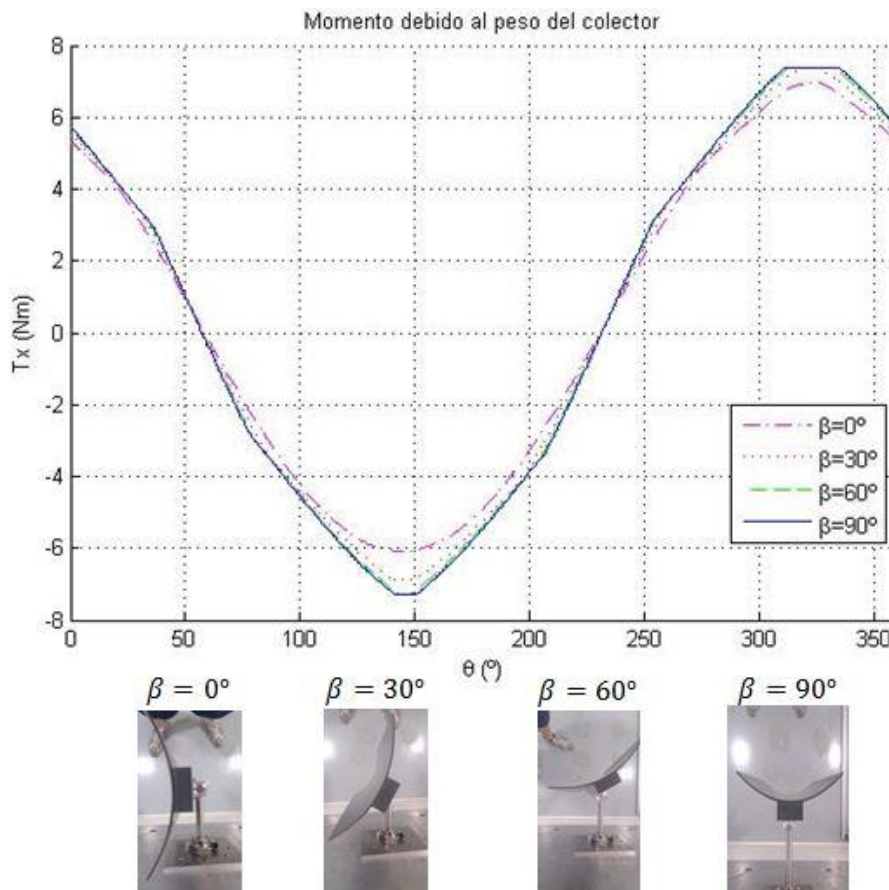 Momento debido al peso del colector
8
6
4
2
0
-2
-4
-6
-8
Tx (Nm)
0 50 100 150 200 250 300 350
θ (º)
β=0º
β=30º
β=60º
β=90º
β = 0° β = 30° β = 60° β = 90°